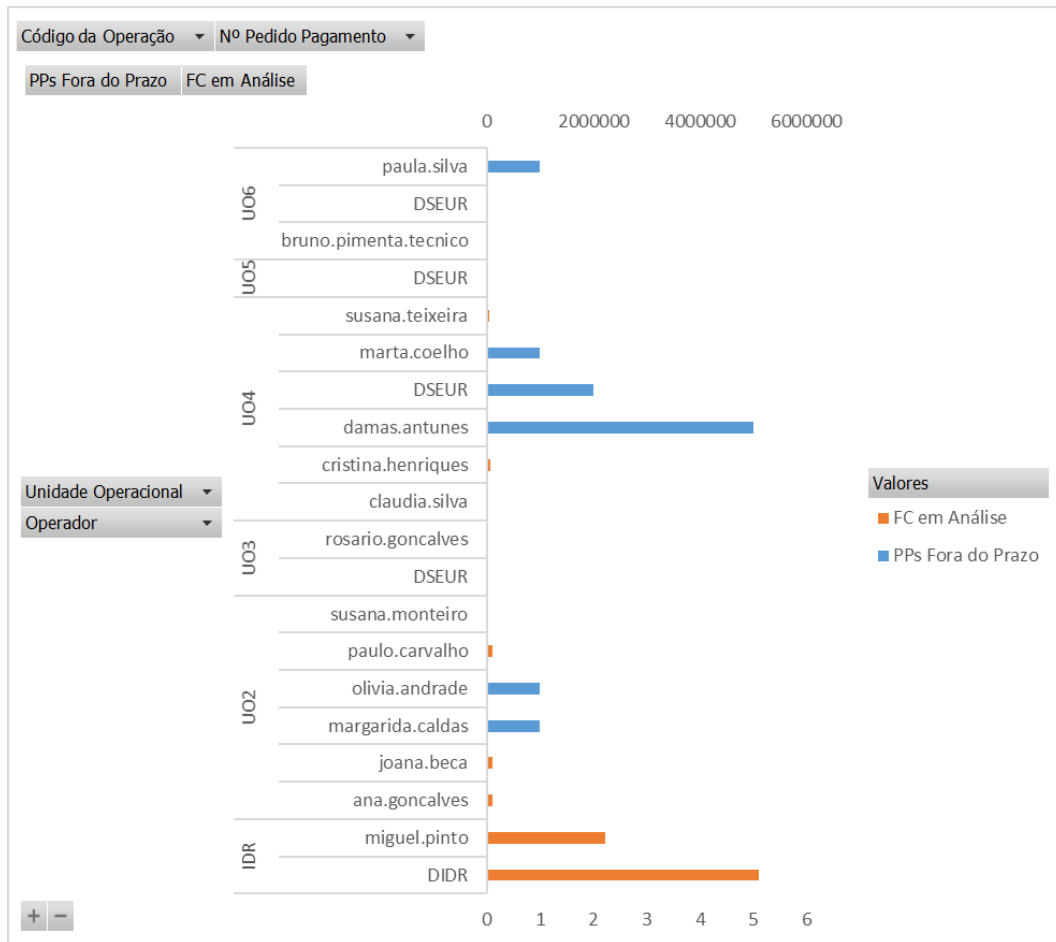 Código da Operação Nº Pedido Pagamento
PPs Fora do Prazo FC em Análise
0 2000000 4000000 6000000
UO6
paula.silva
DSEUR
bruno.pimenta.tecnico
UO5
DSEUR
UO4
susana.teixeira
marta.coelho
DSEUR
damas.antunes
cristina.henriques
claudia.silva
UO3
rosario.goncalves
DSEUR
UO2
susana.monteiro
paulo.carvalho
olivia.andrade
margarida.caldas
joana.beca
ana.goncalves
IDR
miguel.pinto
DIDR
0 1 2 3 4 5 6
Unidade Operacional
Operador
Valores
FC em Análise
PPs Fora do Prazo
+ −